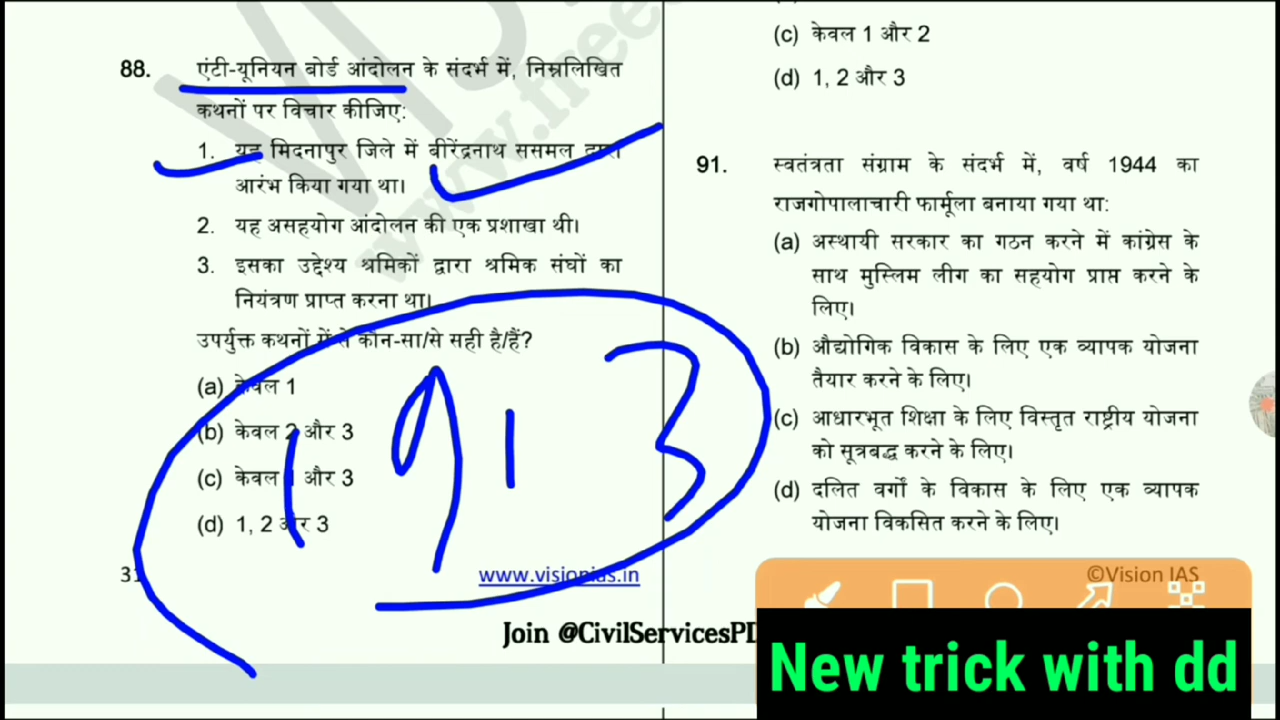 88. एंटी-यूनियन बोर्ड आंदोलन के संदर्भ में, निम्नलिखित
कथनों पर विचार कीजिए:
1. यह मिदनापुर जिले में बीरेंद्रनाथ ससमल द्वारा
आरंभ किया गया था।
2. यह असहयोग आंदोलन की एक प्रशाखा थी।
3. इसका उद्देश्य श्रमिकों द्वारा श्रमिक संघों का
नियंत्रण प्राप्त करना था।
उपर्युक्त कथनों में से कौन-सा/से सही है/हैं?
(a) केवल 1
(b) केवल 2 और 3
(c) केवल 1 और 3
(d) 1, 2 और 3
1913
31
www.visionias.in
(c) केवल 1 और 2
(d) 1, 2 और 3
91. स्वतंत्रता संग्राम के संदर्भ में, वर्ष 1944 का
राजगोपालाचारी फार्मूला बनाया गया था:
(a) अस्थायी सरकार का गठन करने में कांग्रेस के
साथ मुस्लिम लीग का सहयोग प्राप्त करने के
लिए।
(b) औद्योगिक विकास के लिए एक व्यापक योजना
तैयार करने के लिए।
(c) आधारभूत शिक्षा के लिए विस्तृत राष्ट्रीय योजना
को सूत्रबद्ध करने के लिए।
(d) दलित वर्गों के विकास के लिए एक व्यापक
योजना विकसित करने के लिए।
©Vision IAS
Join @CivilServicesPD
New trick with dd